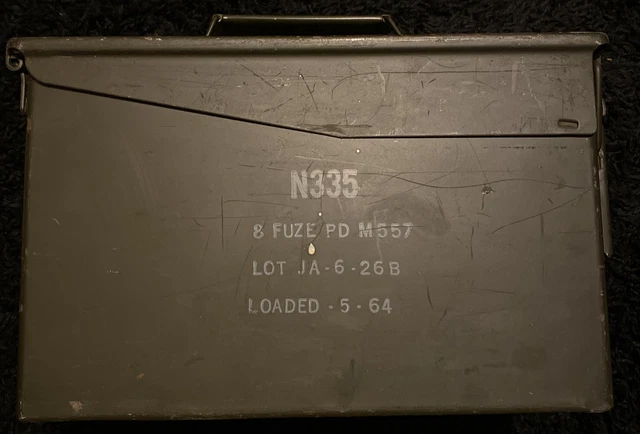 N335
8 FUZE PD M557
LOT JA-6-26B
LOADED - 5 - 64